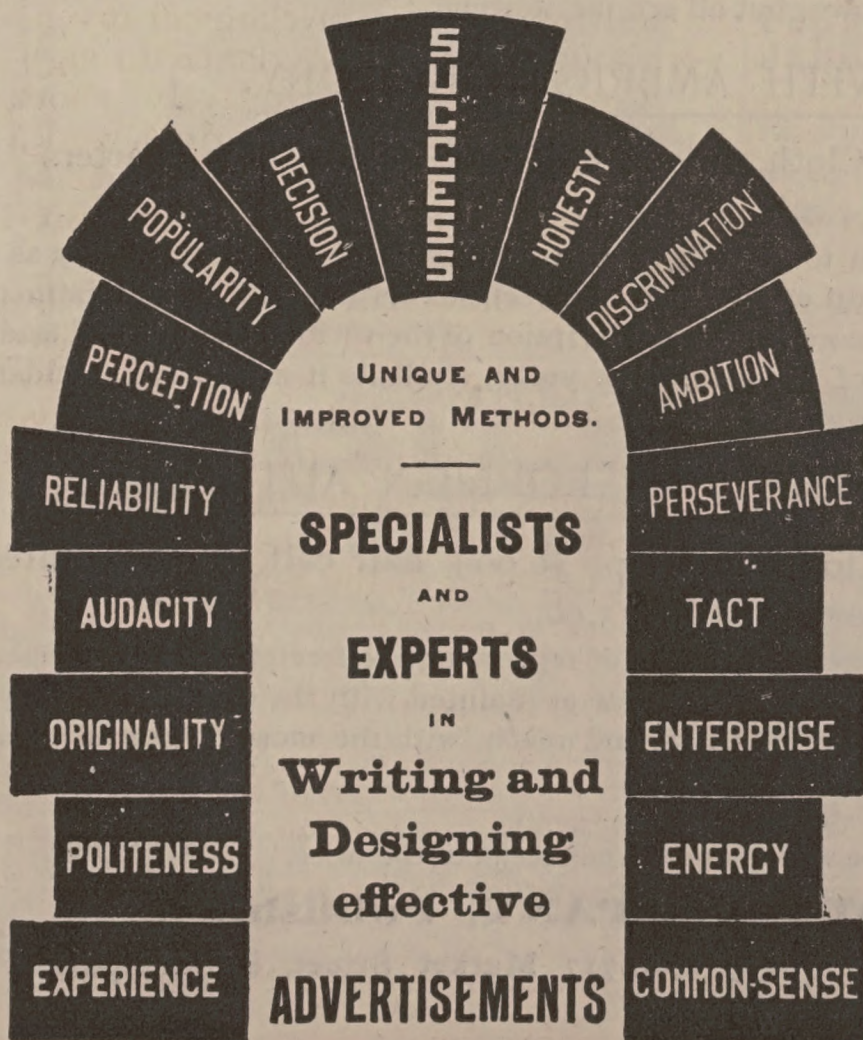 SUCCESS
DECISION
HONESTY
POPULARITY
DISCRIMINATION
PERCEPTION
AMBITION
RELIABILITY
PERSEVERANCE
AUDACITY
TACT
ORIGINALITY
ENTERPRISE
POLITENESS
ENERGY
EXPERIENCE
COMMON-SENSE
UNIQUE AND
IMPROVED METHODS.
SPECIALISTS
AND
EXPERTS
IN
Writing and
Designing
effective
ADVERTISEMENTS